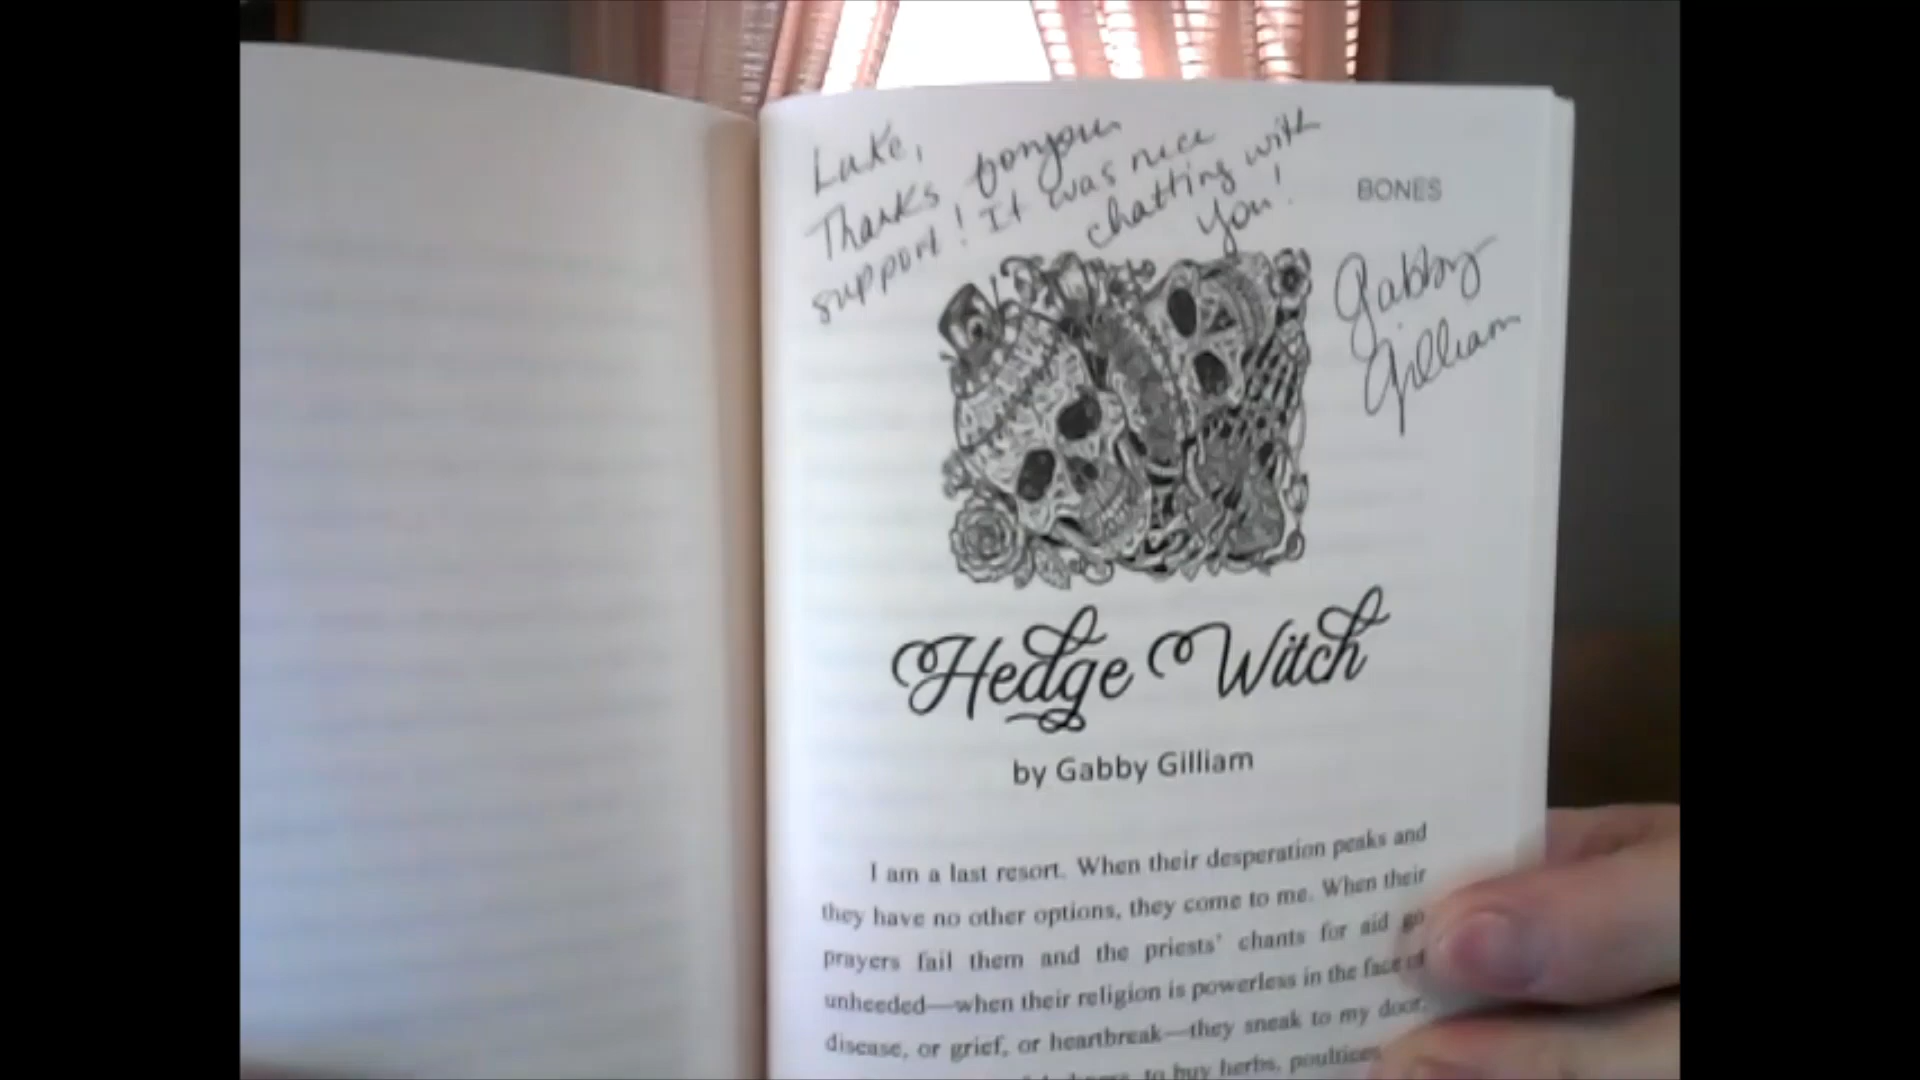 Luke,
Thanks for your
support! It was nice
chatting with
you!
BONES
Gabby
Gilliam
Hedge Witch
by Gabby Gilliam
I am a last resort. When their desperation peaks and
they have no other options, they come to me. When their
prayers fail them and the priests' chants for aid go
unheeded—when their religion is powerless in the face of
disease, or grief, or heartbreak—they sneak to my door,
to buy herbs, poultices